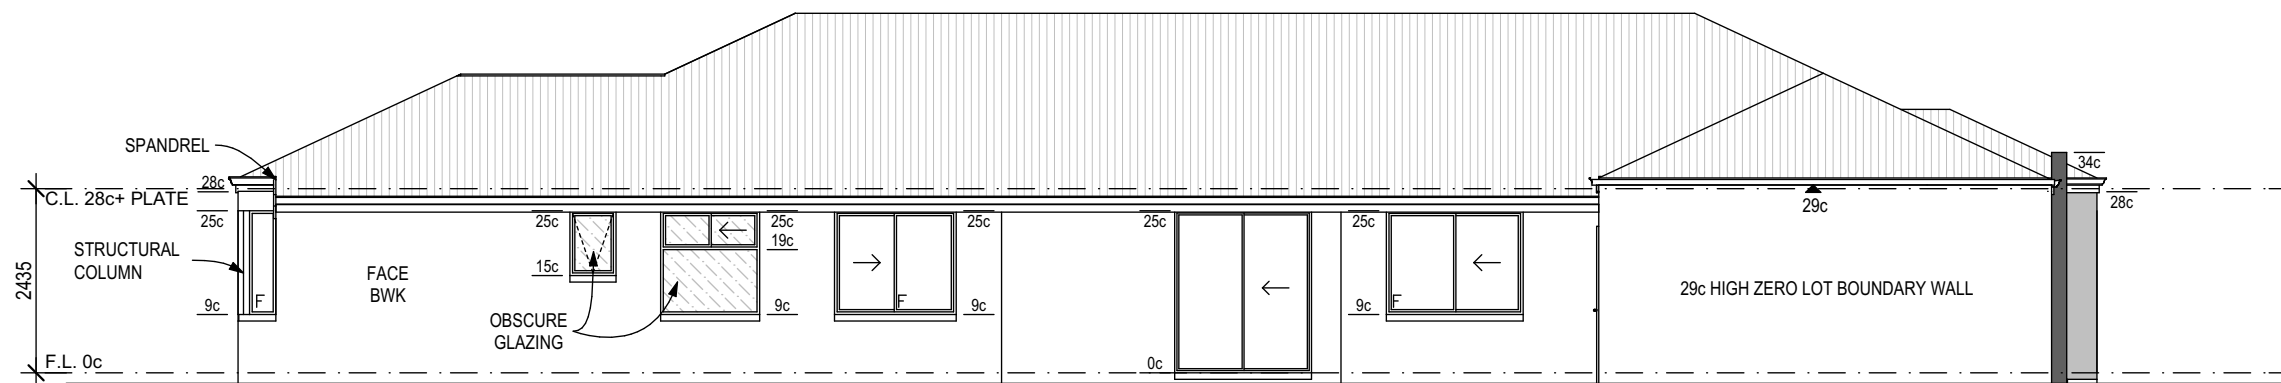 34c
SPANDREL
28c
C.L. 28c+ PLATE
29c
28c
25c
25c
25c
25c
25c
25c
19c
STRUCTURAL
COLUMN
FACE
BWK
15c
2435
29c HIGH ZERO LOT BOUNDARY WALL
F
F
F
9c
9c
9c
9c
OBSCURE
GLAZING
F.L. 0c
0c